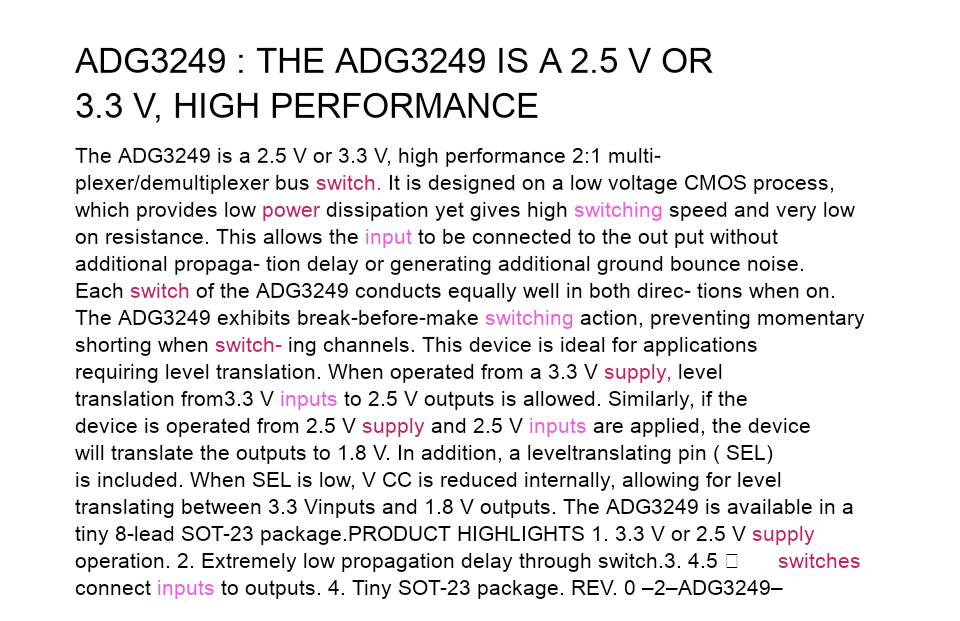 ADG3249 : THE ADG3249 IS A 2.5 V OR
3.3 V, HIGH PERFORMANCE
The ADG3249 is a 2.5 V or 3.3 V, high performance 2:1 multi-
plexer/demultiplexer bus switch. It is designed on a low voltage CMOS process,
which provides low power dissipation yet gives high switching speed and very low
on resistance. This allows the input to be connected to the out put without
additional propaga- tion delay or generating additional ground bounce noise.
Each switch of the ADG3249 conducts equally well in both direc- tions when on.
The ADG3249 exhibits break-before-make switching action, preventing momentary
shorting when switch- ing channels. This device is ideal for applications
requiring level translation. When operated from a 3.3 V supply, level
translation from3.3 V inputs to 2.5 V outputs is allowed. Similarly, if the
device is operated from 2.5 V supply and 2.5 V inputs are applied, the device
will translate the outputs to 1.8 V. In addition, a leveltranslating pin ( SEL)
is included. When SEL is low, V CC is reduced internally, allowing for level
translating between 3.3 Vinputs and 1.8 V outputs. The ADG3249 is available in a
tiny 8-lead SOT-23 package.PRODUCT HIGHLIGHTS 1. 3.3 V or 2.5 V supply
operation. 2. Extremely low propagation delay through switch.3. 4.5 □ switches
connect inputs to outputs. 4. Tiny SOT-23 package. REV. 0 –2–ADG3249–